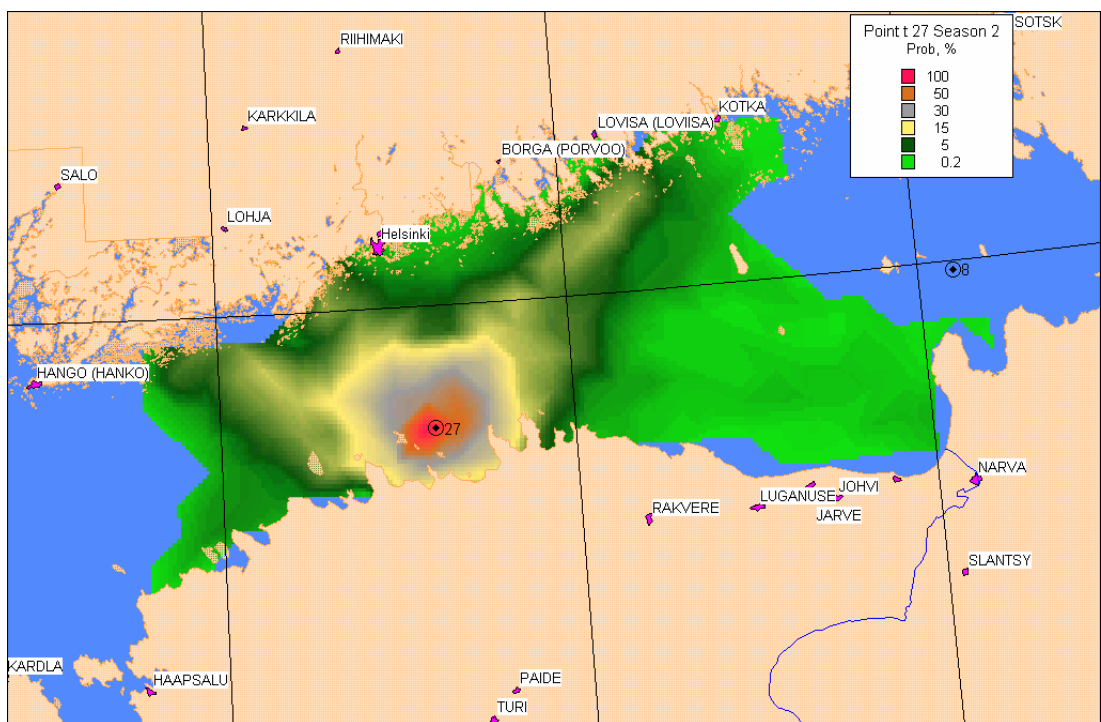 SOTSK
Point t 27 Season 2
Prob, %
100
50
30
15
5
0.2
RIIHIMAKI
KARKKILA
LOVISA (LOVIISA)
KOTKA
BORGA (PORVOO)
SALO
LOHJA
Helsinki
8
HANGO (HANKO)
27
NARVA
JOHVI
LUGANUSE
RAKVERE
JARVE
SLANTSY
KARDLA
HAAPSALU
PAIDE
TURI